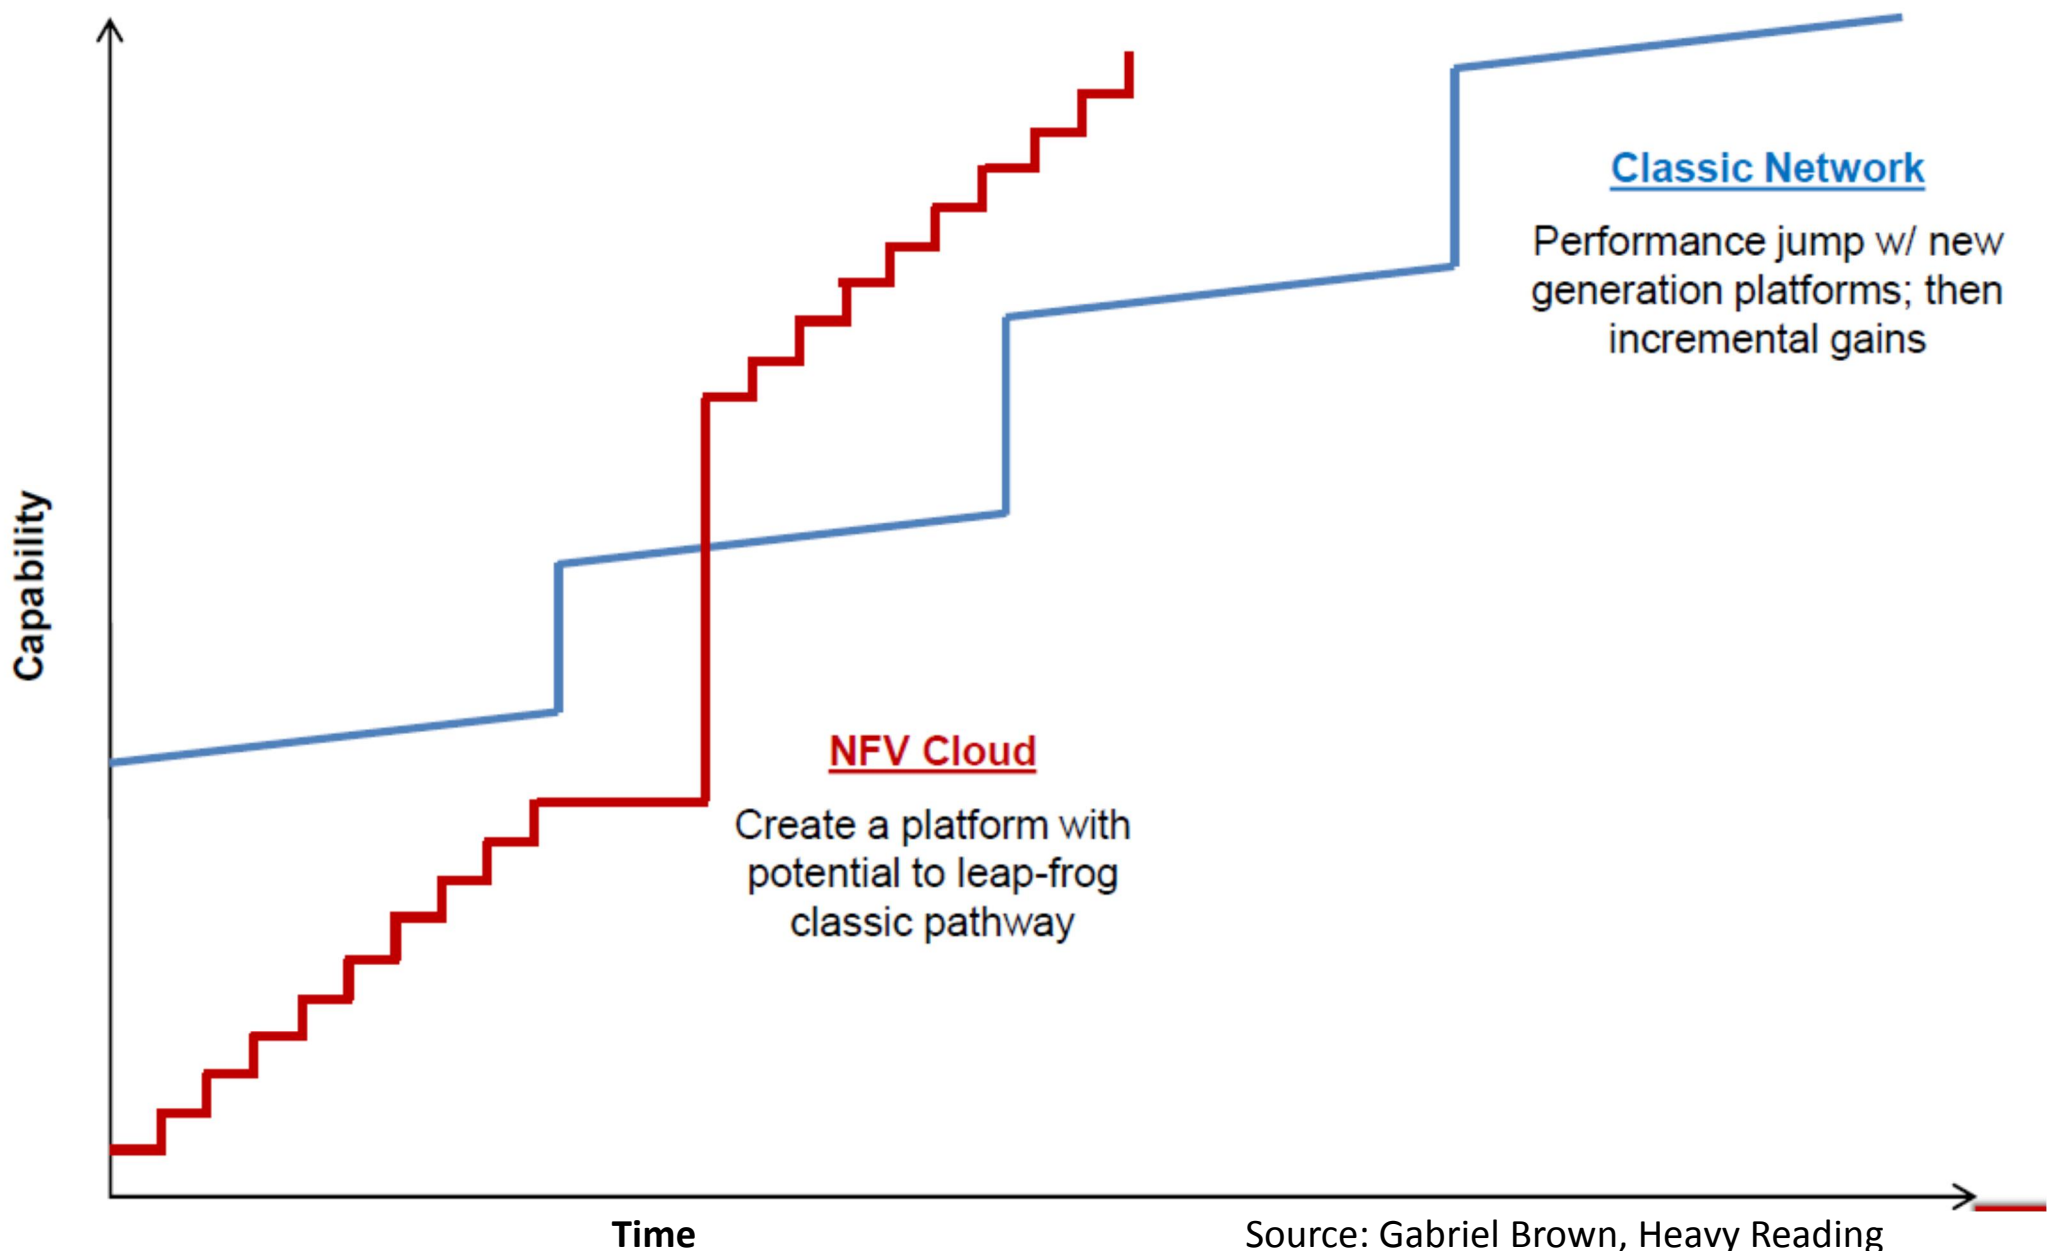 Classic Network
Performance jump w/ new
generation platforms; then
incremental gains
Capability
NFV Cloud
Create a platform with
potential to leap-frog
classic pathway
Time
Source: Gabriel Brown, Heavy Reading